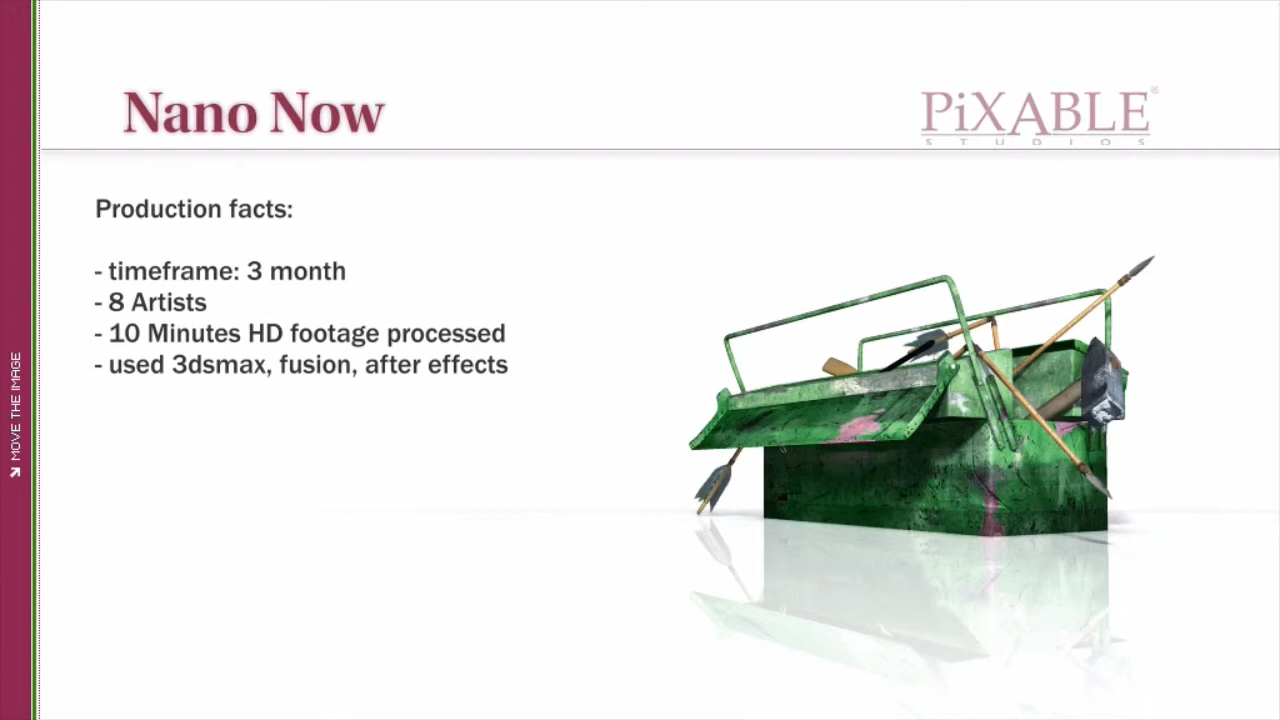 Nano Now
PiXABLE®
STUDIOS
Production facts:
- timeframe: 3 month
- 8 Artists
- 10 Minutes HD footage processed
- used 3dsmax, fusion, after effects
MOVE THE IMAGE